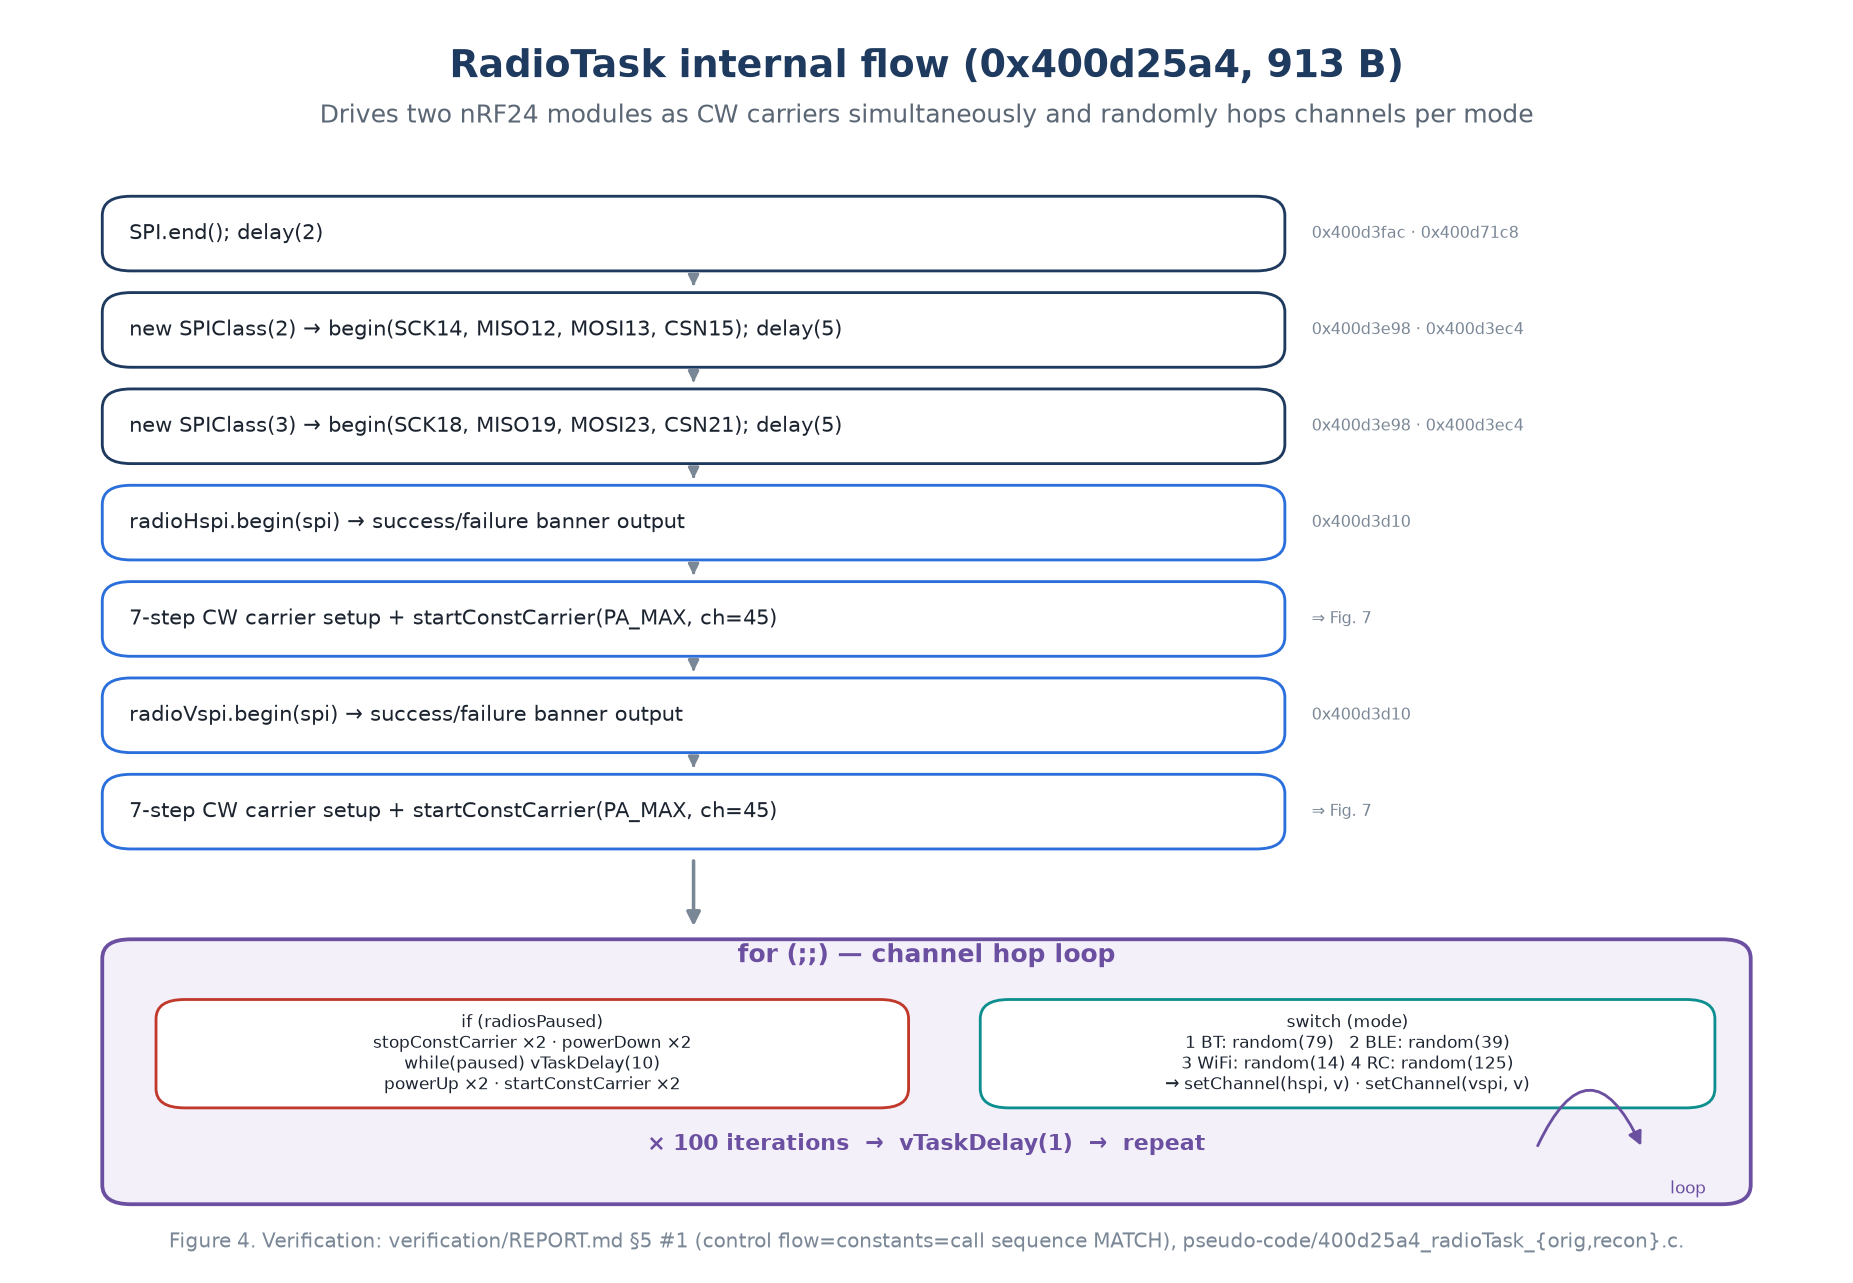 RadioTask internal flow (0x400d25a4, 913 B)
Drives two nRF24 modules as CW carriers simultaneously and randomly hops channels per mode
SPI.end(); delay(2)
0x400d3fac · 0x400d71c8
new SPIClass(2) → begin(SCK14, MISO12, MOSI13, CSN15); delay(5)
0x400d3e98 · 0x400d3ec4
new SPIClass(3) → begin(SCK18, MISO19, MOSI23, CSN21); delay(5)
0x400d3e98 · 0x400d3ec4
radioHspi.begin(spi) → success/failure banner output
0x400d3d10
7-step CW carrier setup + startConstCarrier(PA_MAX, ch=45)
⇒ Fig. 7
radioVspi.begin(spi) → success/failure banner output
0x400d3d10
7-step CW carrier setup + startConstCarrier(PA_MAX, ch=45)
⇒ Fig. 7
for (;;) — channel hop loop
if (radiosPaused)
stopConstCarrier ×2 · powerDown ×2
while(paused) vTaskDelay(10)
powerUp ×2 · startConstCarrier ×2
switch (mode)
1 BT: random(79)   2 BLE: random(39)
3 WiFi: random(14) 4 RC: random(125)
→ setChannel(hspi, v) · setChannel(vspi, v)
× 100 iterations → vTaskDelay(1) → repeat
loop
Figure 4. Verification: verification/REPORT.md §5 #1 (control flow=constants=call sequence MATCH), pseudo-code/400d25a4_radioTask_{orig,recon}.c.